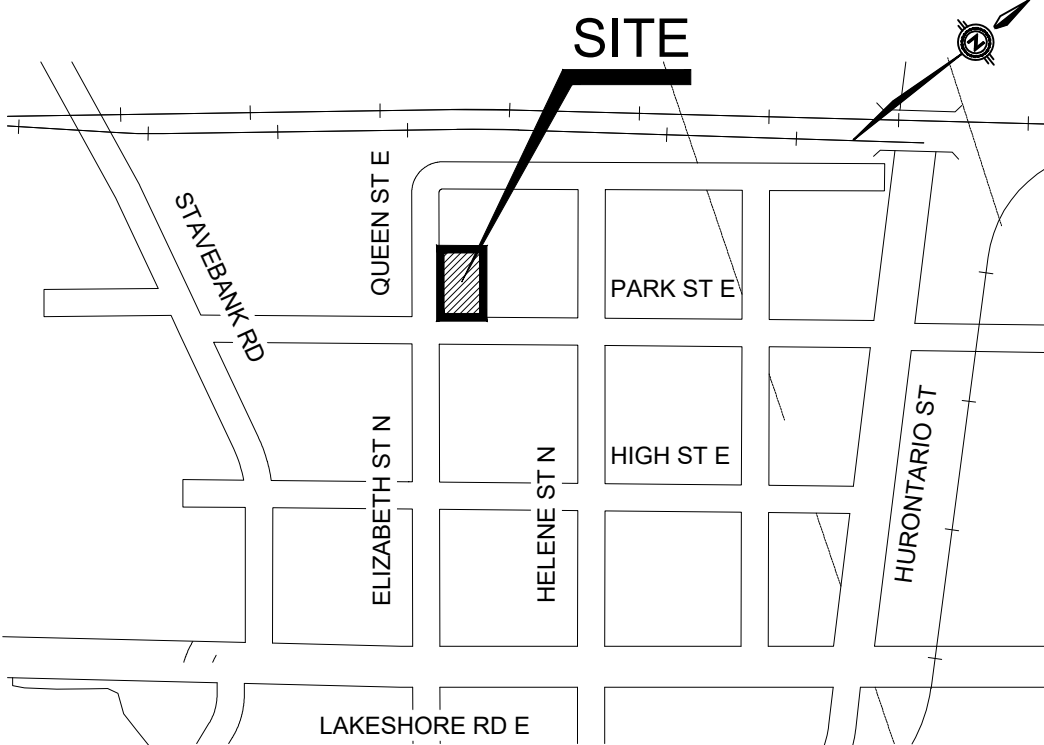 SITE
N
QUEEN ST E
STAVEBANK RD
PARK ST E
HURONTARIO ST
ELIZABETH ST N
HELENE ST N
HIGH ST E
LAKESHORE RD E